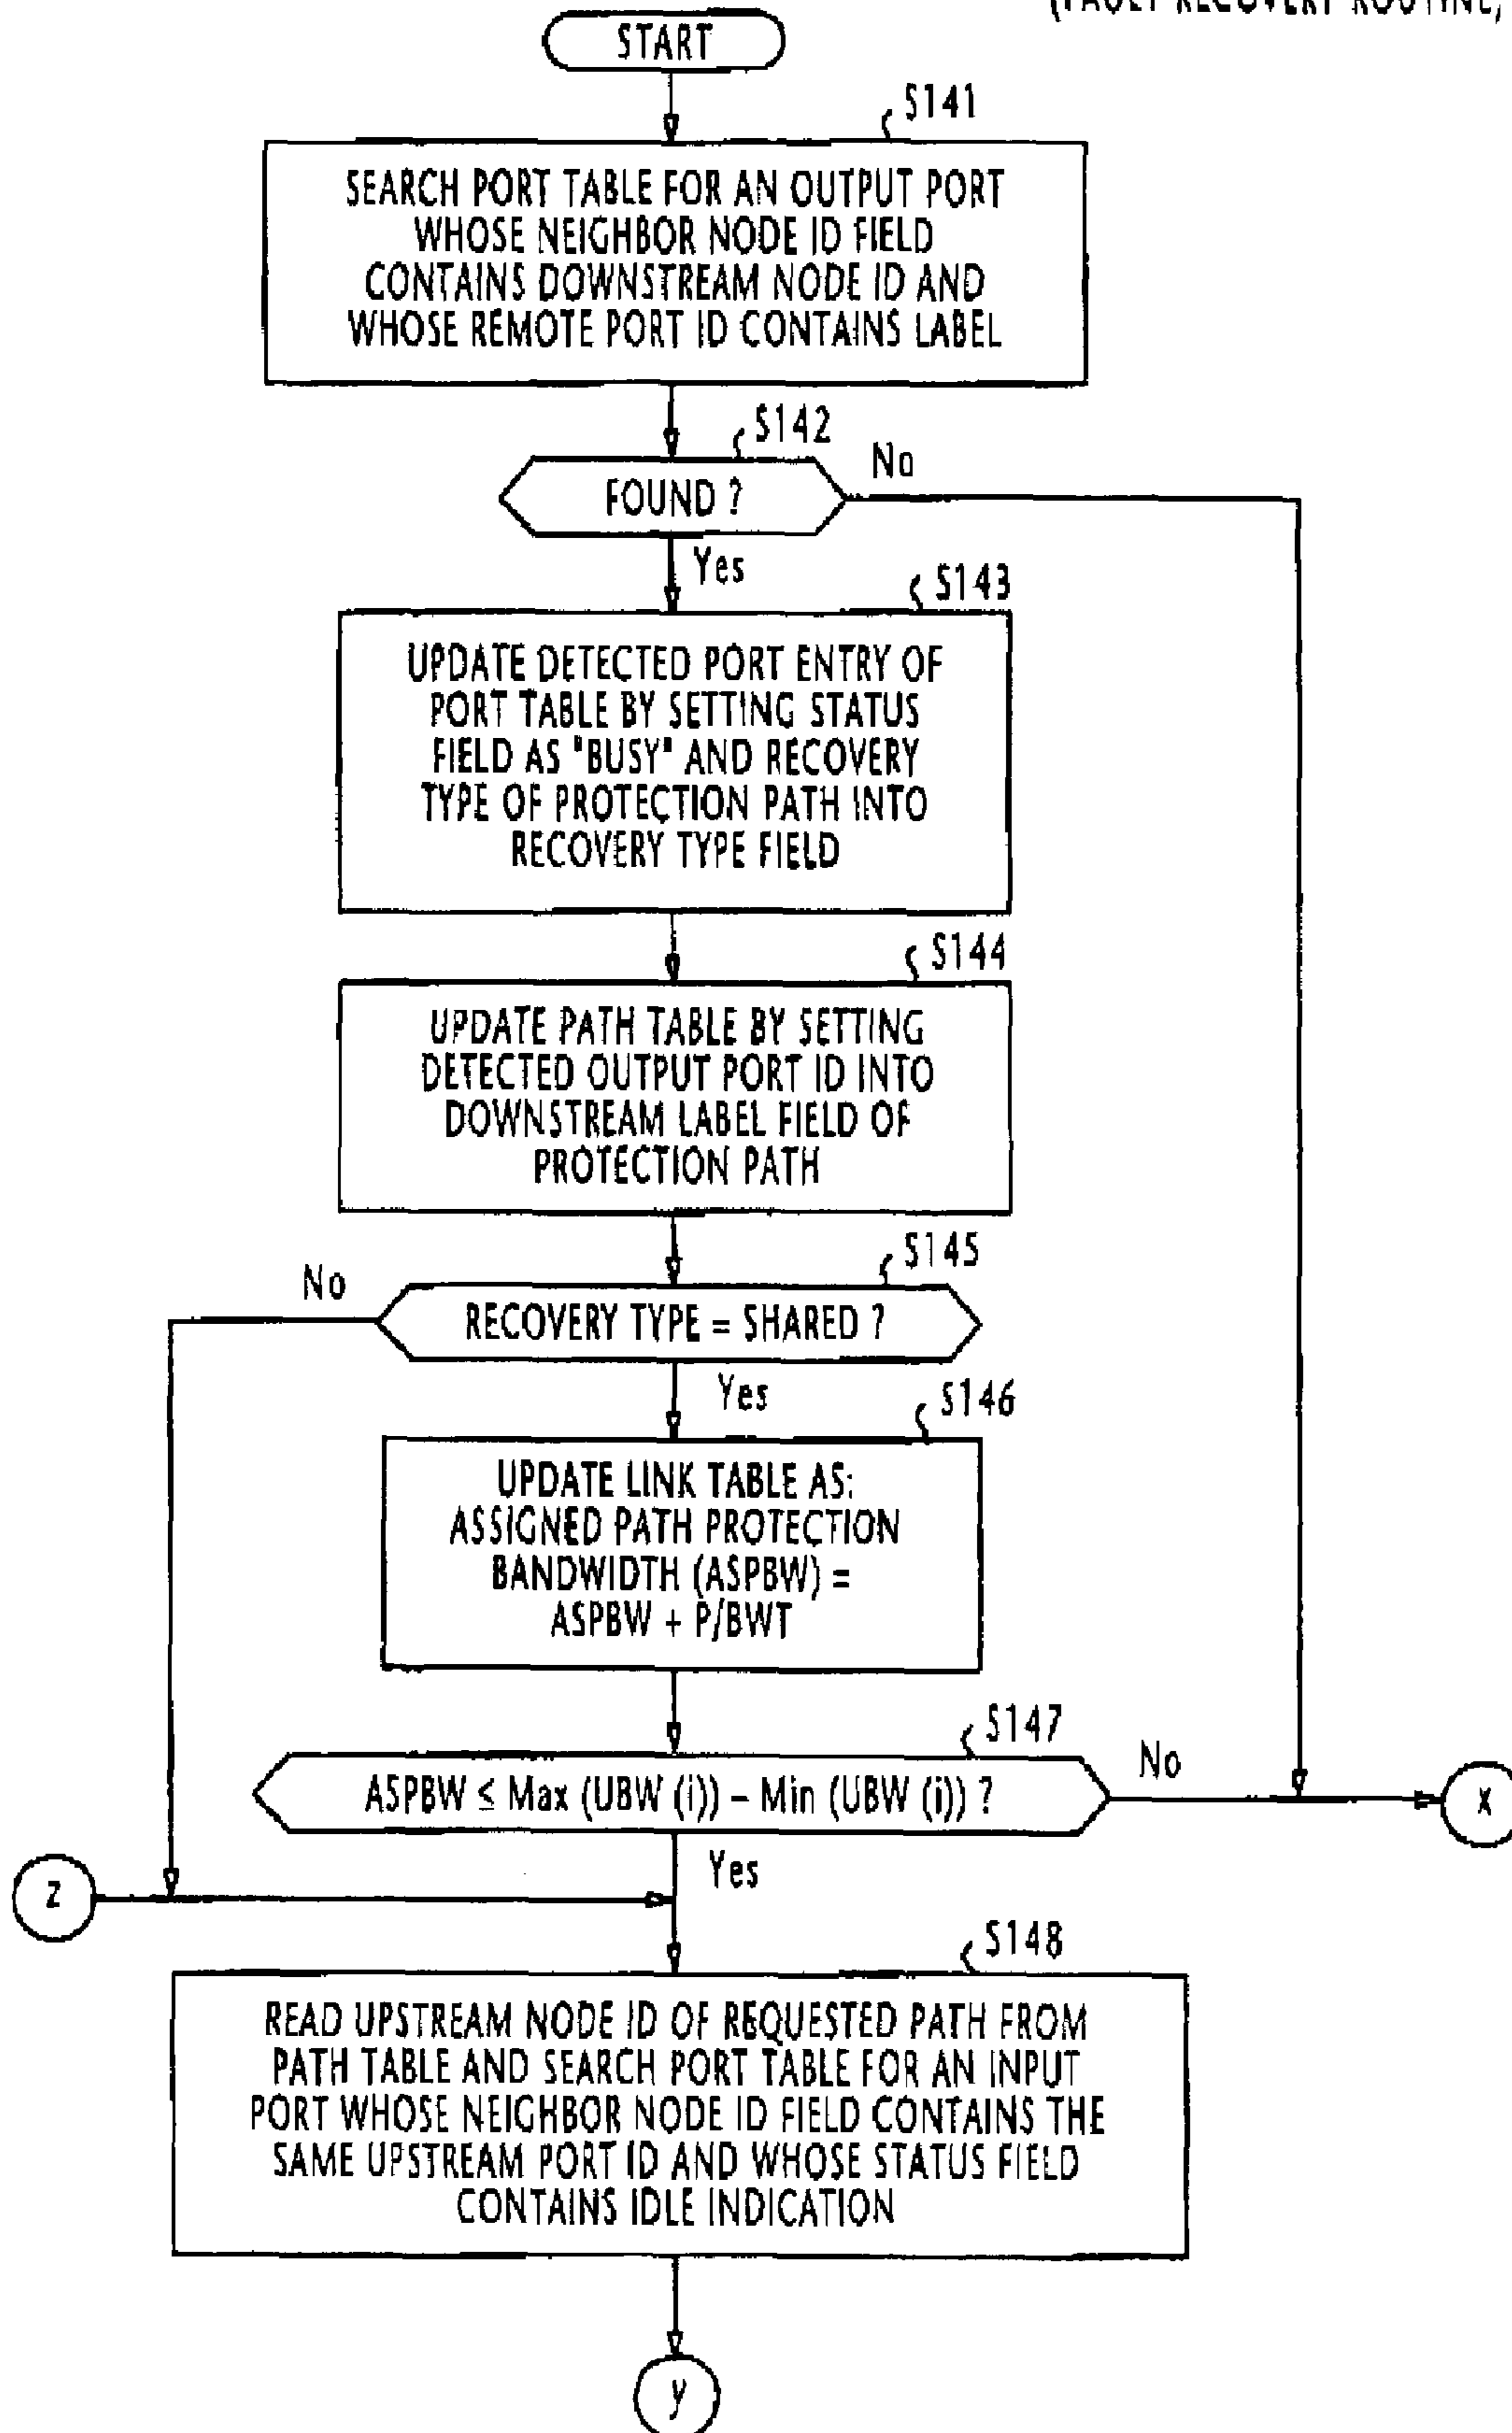 (FAULT RECOVERY ROUTINE)
START
S141
SEARCH PORT TABLE FOR AN OUTPUT PORT
WHOSE NEIGHBOR NODE ID FIELD
CONTAINS DOWNSTREAM NODE ID AND
WHOSE REMOTE PORT ID CONTAINS LABEL
S142
FOUND ?
No
Yes
S143
UPDATE DETECTED PORT ENTRY OF
PORT TABLE BY SETTING STATUS
FIELD AS "BUSY" AND RECOVERY
TYPE OF PROTECTION PATH INTO
RECOVERY TYPE FIELD
S144
UPDATE PATH TABLE BY SETTING
DETECTED OUTPUT PORT ID INTO
DOWNSTREAM LABEL FIELD OF
PROTECTION PATH
S145
No
RECOVERY TYPE = SHARED ?
Yes
S146
UPDATE LINK TABLE AS:
ASSIGNED PATH PROTECTION
BANDWIDTH (ASPBW) =
ASPBW + P/BWT
S147
ASPBW ≤ Max (UBW (i)) – Min (UBW (i)) ?
No
x
Yes
z
S148
READ UPSTREAM NODE ID OF REQUESTED PATH FROM
PATH TABLE AND SEARCH PORT TABLE FOR AN INPUT
PORT WHOSE NEIGHBOR NODE ID FIELD CONTAINS THE
SAME UPSTREAM PORT ID AND WHOSE STATUS FIELD
CONTAINS IDLE INDICATION
y